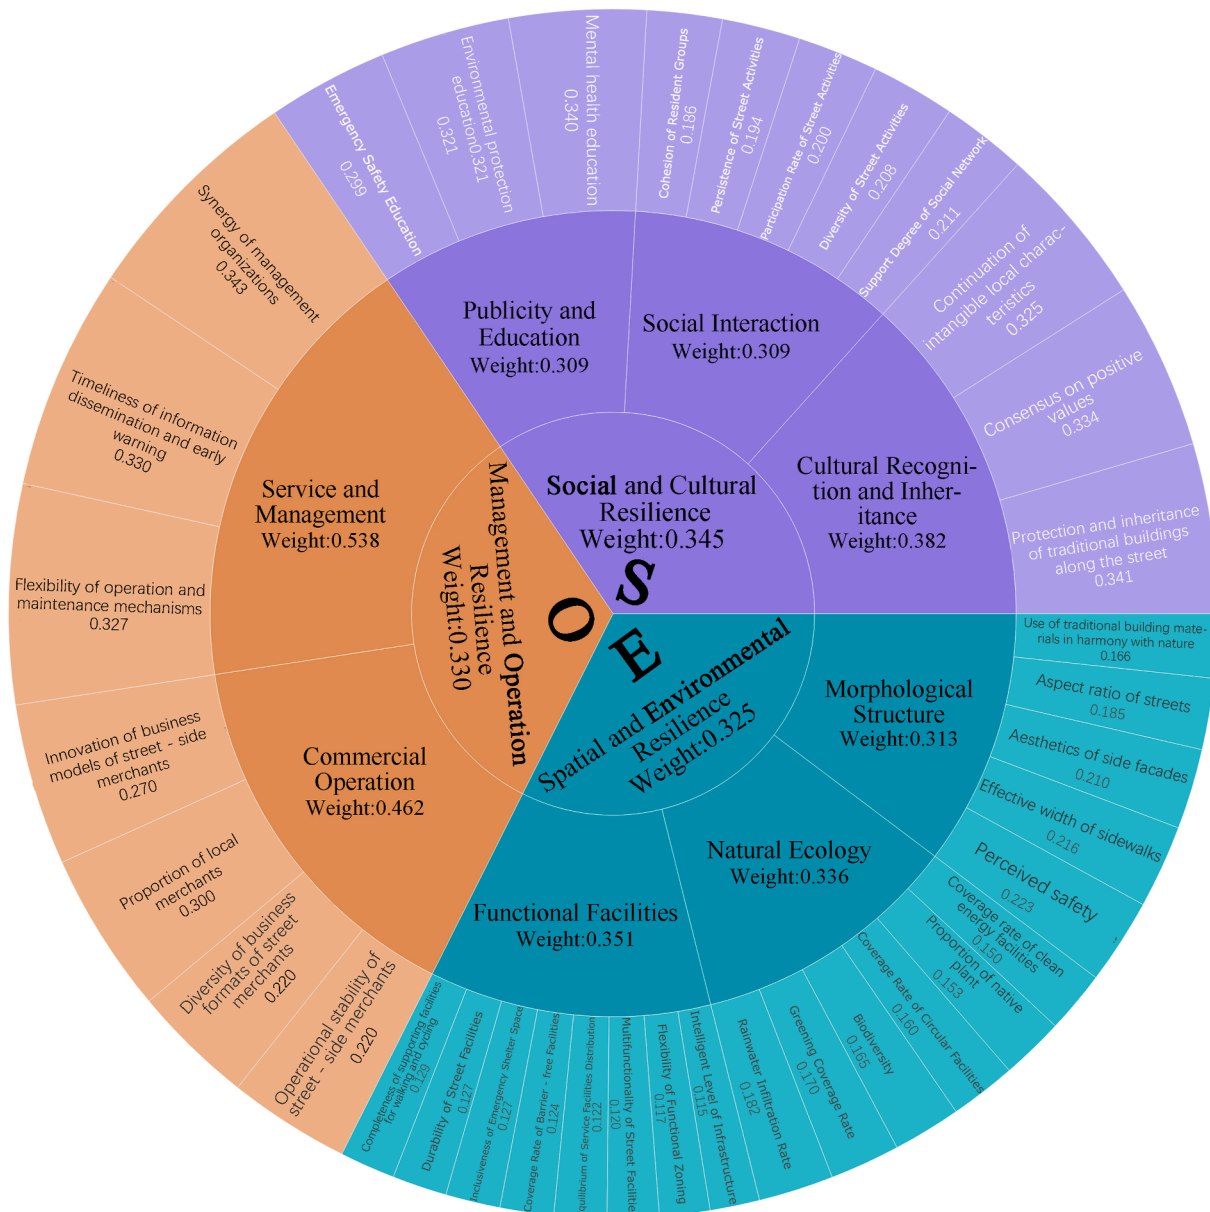 Social and Cultural
Resilience
Weight:0.345
S
Management and Operation
Resilience
Weight:0.330
O
Spatial and Environmental
Resilience
Weight:0.325
E
Publicity and
Education
Weight:0.309
Social Interaction
Weight:0.309
Cultural Recogni-
tion and Inher-
itance
Weight:0.382
Morphological
Structure
Weight:0.313
Natural Ecology
Weight:0.336
Functional Facilities
Weight:0.351
Commercial
Operation
Weight:0.462
Service and
Management
Weight:0.538
Emergency Safety Education
0.299
Environmental protection
education0.321
0.321
Mental health education
0.340
Cohesion of Resident Groups
0.186
Persistence of Street Activities
0.194
Participation Rate of Street Activities
0.200
Diversity of Street Activities
0.208
Support Degree of Social Network
0.211
Continuation of
intangible local charac-
teristics
0.325
Consensus on positive
values
0.334
Protection and inheritance
of traditional buildings
along the street
0.341
Use of traditional building mate-
rials in harmony with nature
0.166
Aspect ratio of streets
0.185
Aesthetics of side facades
0.210
Effective width of sidewalks
0.216
Perceived safety
0.223
Coverage rate of clean
energy facilities
0.150
Proportion of native
plant
0.153
Coverage Rate of Circular Facilities
0.160
Biodiversity
0.165
Greening Coverage Rate
0.170
Rainwater Infiltration Rate
0.182
Intelligent Level of Infrastructure
0.115
Flexibility of Functional Zoning
0.117
Multifunctionality of Street Facilitie
0.120
quilibrium of Service Facilities Distribution
0.122
Coverage Rate of Barrier - free Facilities
0.124
Inclusiveness of Emergency Shelter Space
0.127
Durability of Street Facilities
0.127
Completeness of supporting facilities
for walking and cycling
0.129
Operational stability of
street - side merchants
0.220
Diversity of business
formats of street
merchants
0.220
Proportion of local
merchants
0.300
Innovation of business
models of street - side
merchants
0.270
Flexibility of operation and
maintenance mechanisms
0.327
Timeliness of information
dissemination and early
warning
0.330
Synergy of management
organizations
0.343